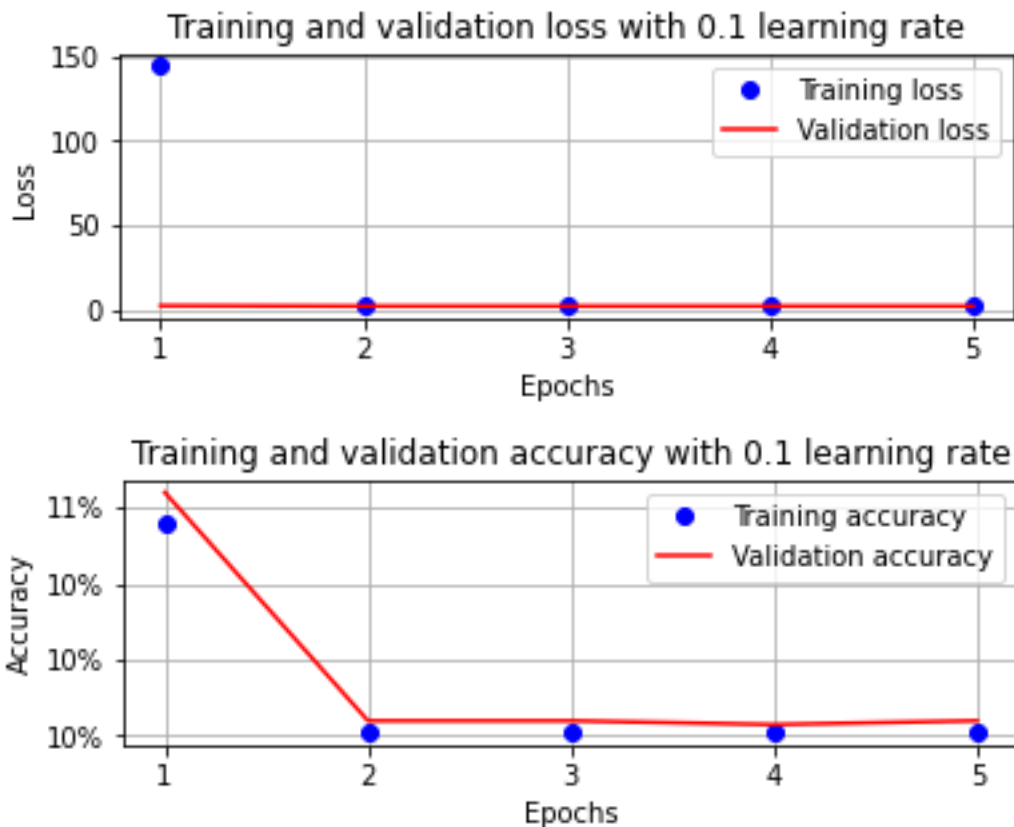 Training and validation loss with 0.1 learning rate
150
100
50
0
Loss
Training loss
Validation loss
1 2 3 4 5
Epochs
Training and validation accuracy with 0.1 learning rate
11%
10%
10%
10%
Accuracy
Training accuracy
Validation accuracy
1 2 3 4 5
Epochs